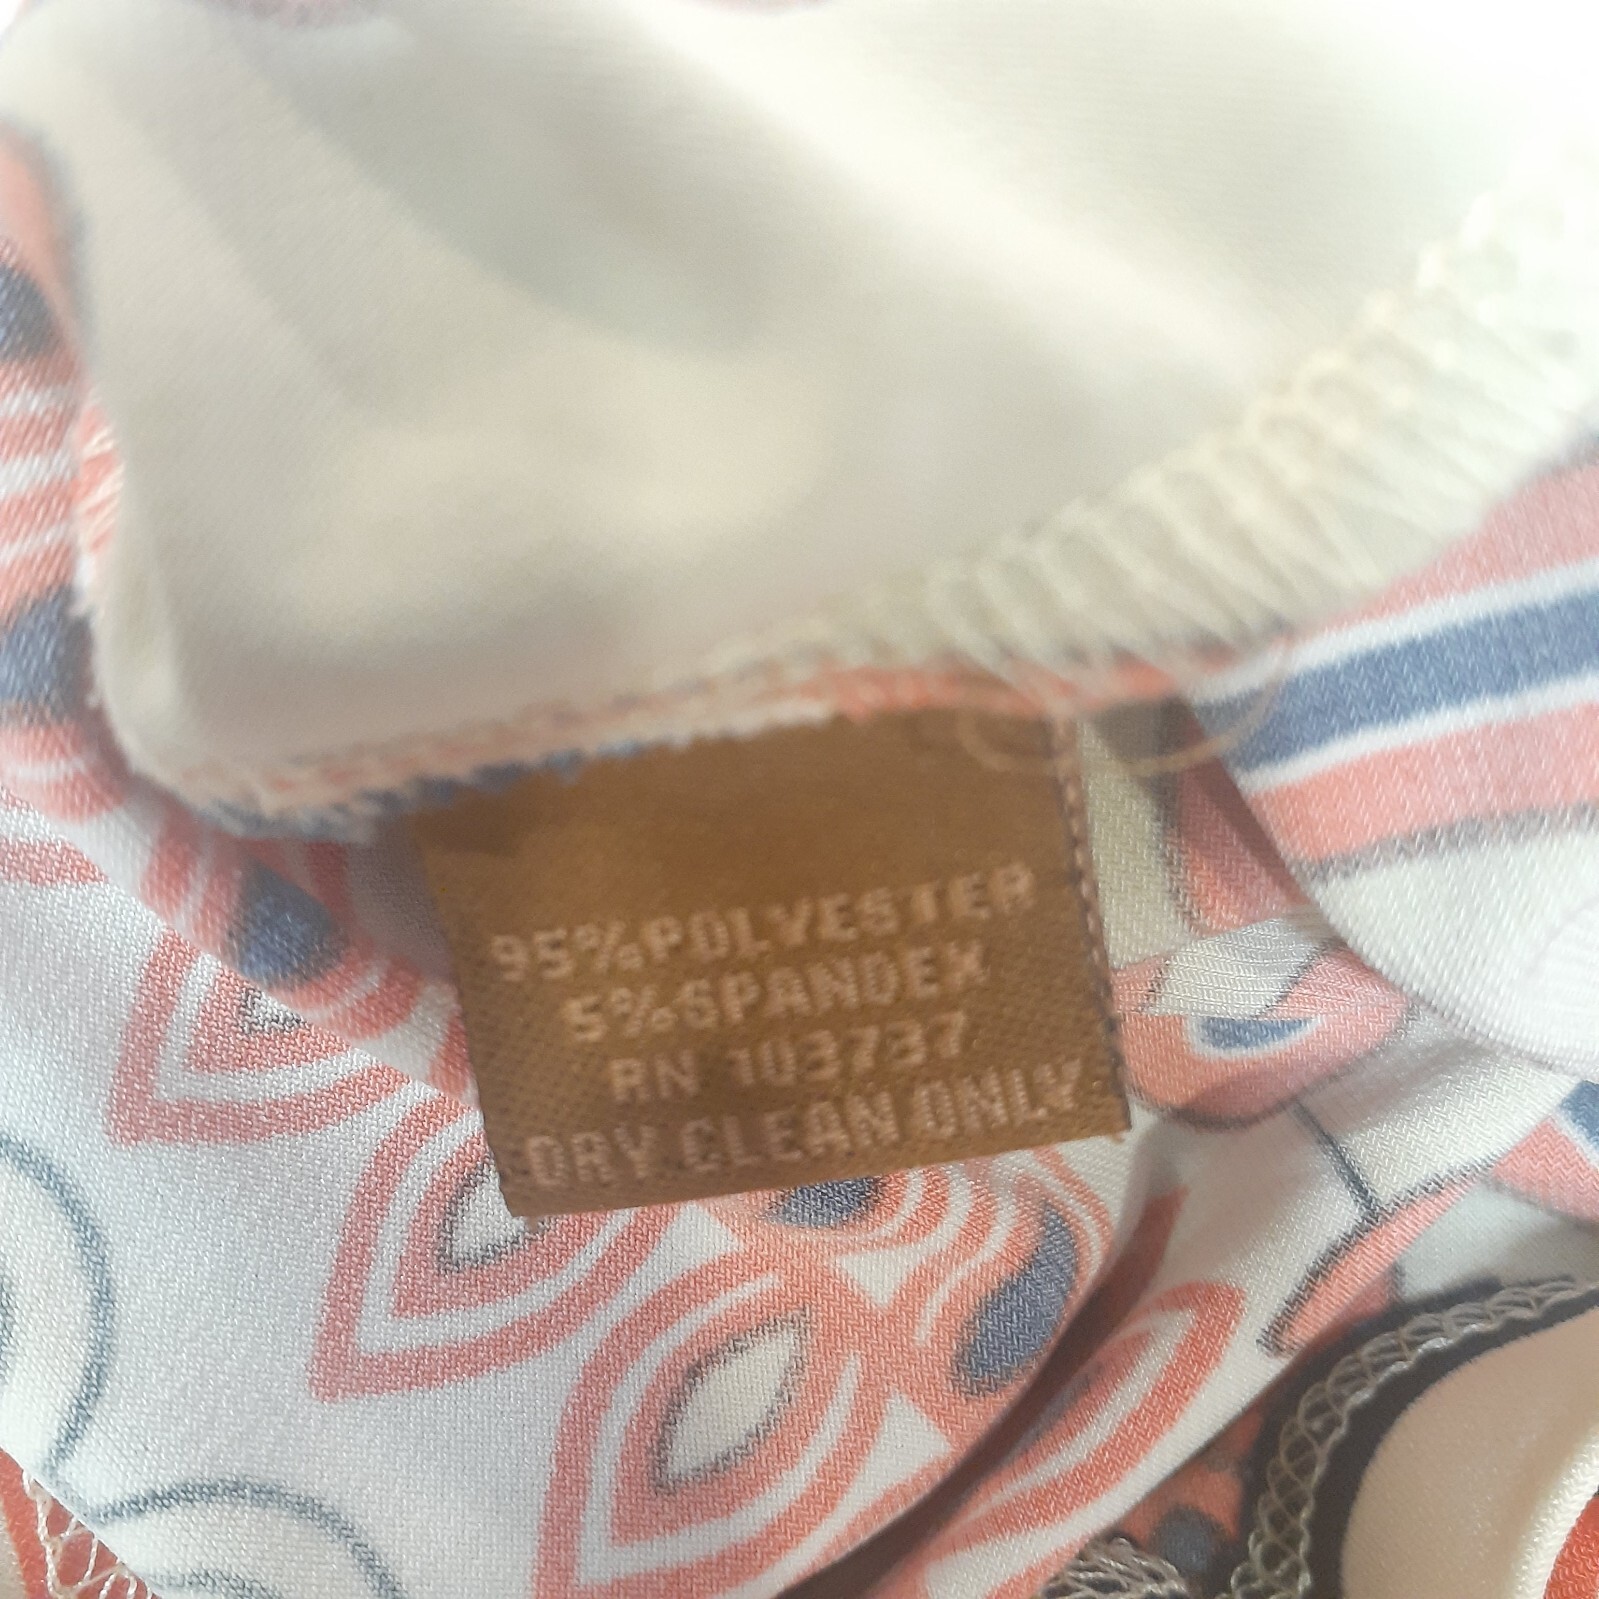 95%POLYESTER
5%SPANDEX
RN 103737
DRY CLEAN ONLY